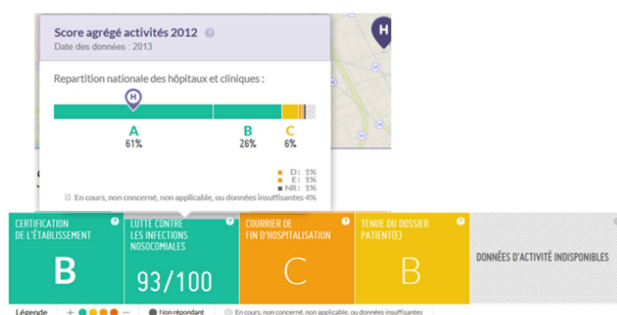 Score agrégé activités 2012 ?
Date des données : 2013
H
Repartition nationale des hôpitaux et cliniques :
H
A B C
61% 26% 6%
D : 1%
E : 1%
NR : 1%
En cours, non concerné, non applicable, ou données insuffisantes 4%
CERTIFICATION
DE L'ÉTABLISSEMENT
?
B
LUTTE CONTRE
LES INFECTIONS
NOSOCOMIALES
?
93/100
COURRIER DE
FIN D'HOSPITALISATION
?
C
TENUE DU DOSSIER
PATIENT(E)
?
B
DONNÉES D'ACTIVITÉ INDISPONIBLES
Légende + - Non répondant En cours, non concerné, non applicable, ou données insuffisantes